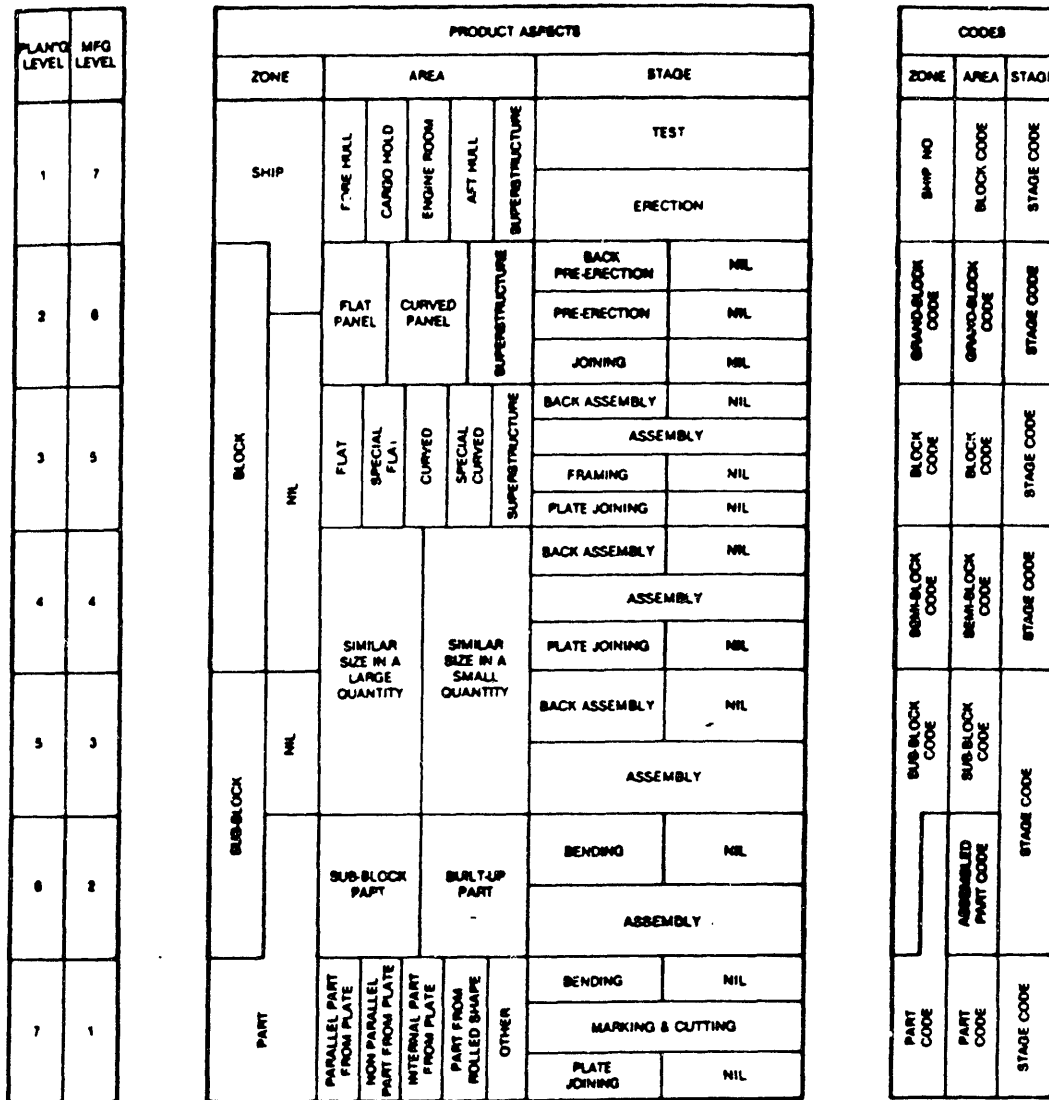 PLAN'G LEVEL
MFG LEVEL
PRODUCT ASPECTS
ZONE
AREA
STAGE
CODES
ZONE
AREA
STAGE
1
7
SHIP
FORE HULL
CARGO HOLD
ENGINE ROOM
AFT HULL
SUPERSTRUCTURE
TEST
ERECTION
SHIP NO
BLOCK CODE
STAGE CODE
2
6
BLOCK
NIL
FLAT
PANEL
CURVED
PANEL
SUPERSTRUCTURE
BACK
PRE-ERECTION
NIL
PRE-ERECTION
NIL
JOINING
NIL
GRAND-BLOCK
CODE
GRAND-BLOCK
CODE
STAGE CODE
3
5
FLAT
SPECIAL
FLAT
CURVED
SPECIAL
CURVED
SUPERSTRUCTURE
BACK ASSEMBLY
NIL
ASSEMBLY
FRAMING
NIL
PLATE JOINING
NIL
BLOCK
CODE
BLOCK
CODE
STAGE CODE
4
4
SIMILAR
SIZE IN A
LARGE
QUANTITY
SIMILAR
SIZE IN A
SMALL
QUANTITY
BACK ASSEMBLY
NIL
ASSEMBLY
PLATE JOINING
NIL
SEMI-BLOCK
CODE
SEMI-BLOCK
CODE
STAGE CODE
5
3
SUB-BLOCK
NIL
BACK ASSEMBLY
NIL
ASSEMBLY
SUB-BLOCK
CODE
SUB-BLOCK
CODE
STAGE CODE
6
2
SUB-BLOCK
PART
BUILT-UP
PART
BENDING
NIL
ASSEMBLY
ASSEMBLED
PART CODE
7
1
PART
PARALLEL PART
FROM PLATE
NON PARALLEL
PART FROM PLATE
INTERNAL PART
FROM PLATE
PART FROM
ROLLED SHAPE
OTHER
BENDING
NIL
MARKING & CUTTING
PLATE
JOINING
NIL
PART
CODE
PART
CODE
STAGE CODE